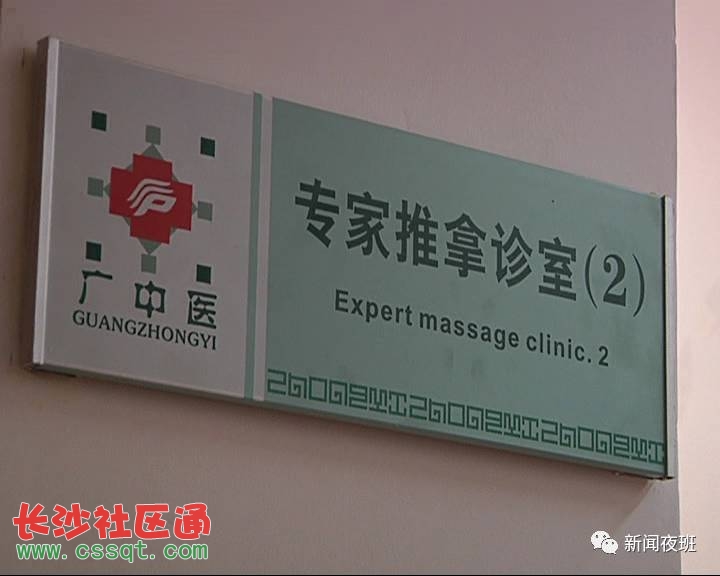 专家推拿诊室(2)
Expert massage clinic. 2
广中医
GUANGZHONGYI
长沙社区通
www.cssqt.com
新闻夜班